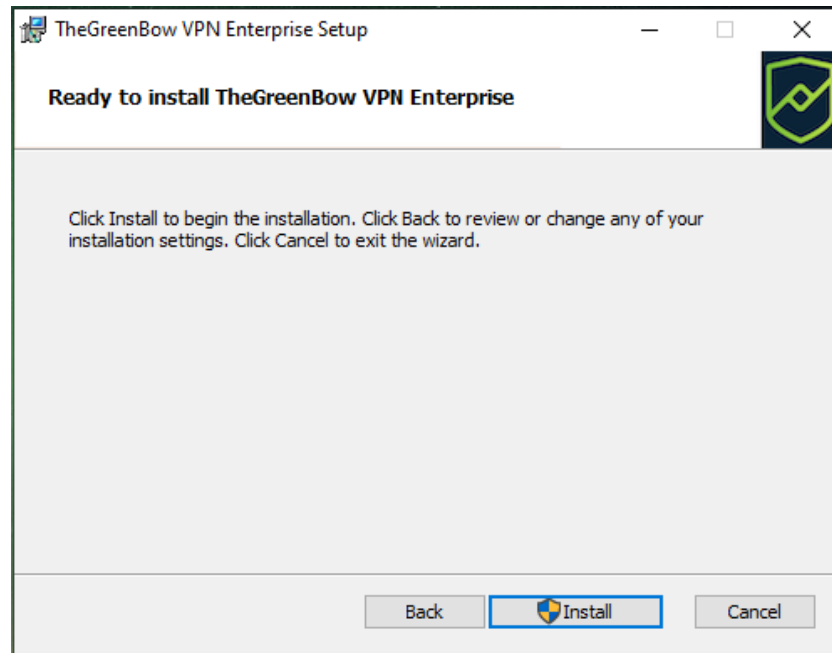 TheGreenBow VPN Enterprise Setup
Ready to install TheGreenBow VPN Enterprise
Click Install to begin the installation. Click Back to review or change any of your
installation settings. Click Cancel to exit the wizard.
Back
Install
Cancel